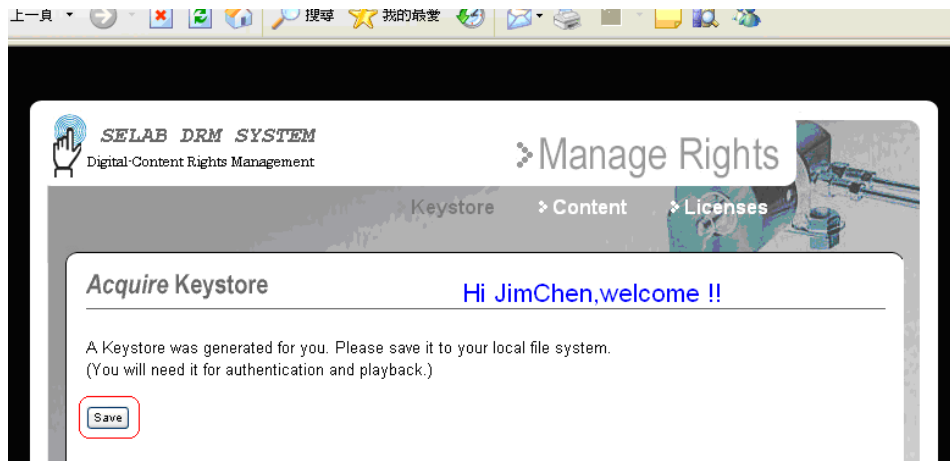 上一頁 搜尋 我的最愛
SELAB DRM SYSTEM
Digital-Content Rights Management
Manage Rights
Keystore Content Licenses
Acquire Keystore
Hi JimChen,welcome !!
A Keystore was generated for you. Please save it to your local file system.
(You will need it for authentication and playback.)
Save